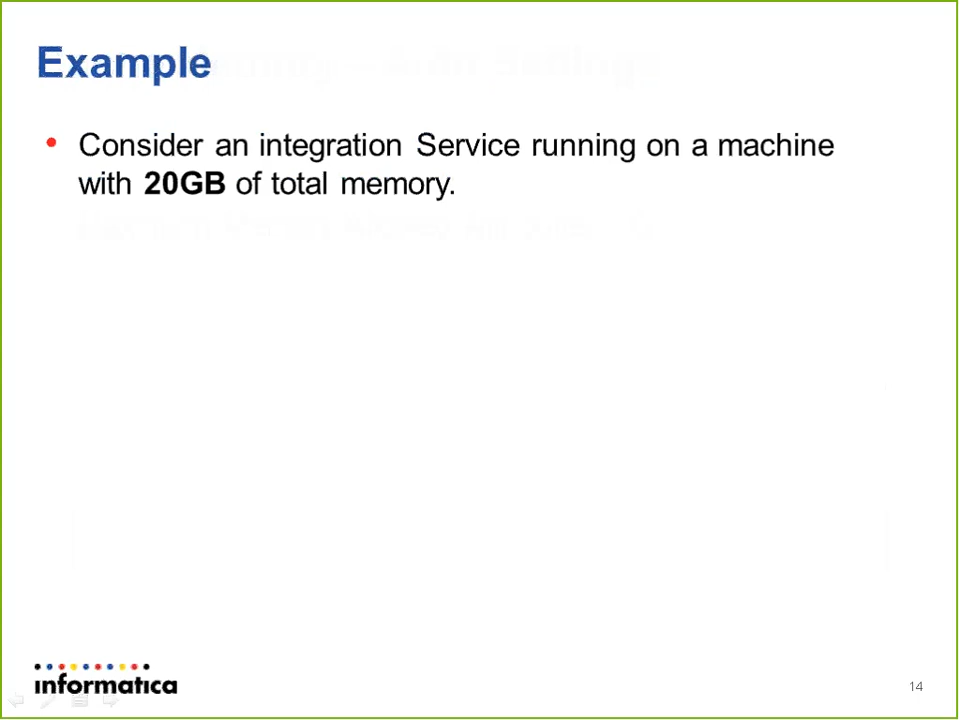 Example
• Consider an integration Service running on a machine
with 20GB of total memory.
informatica
14